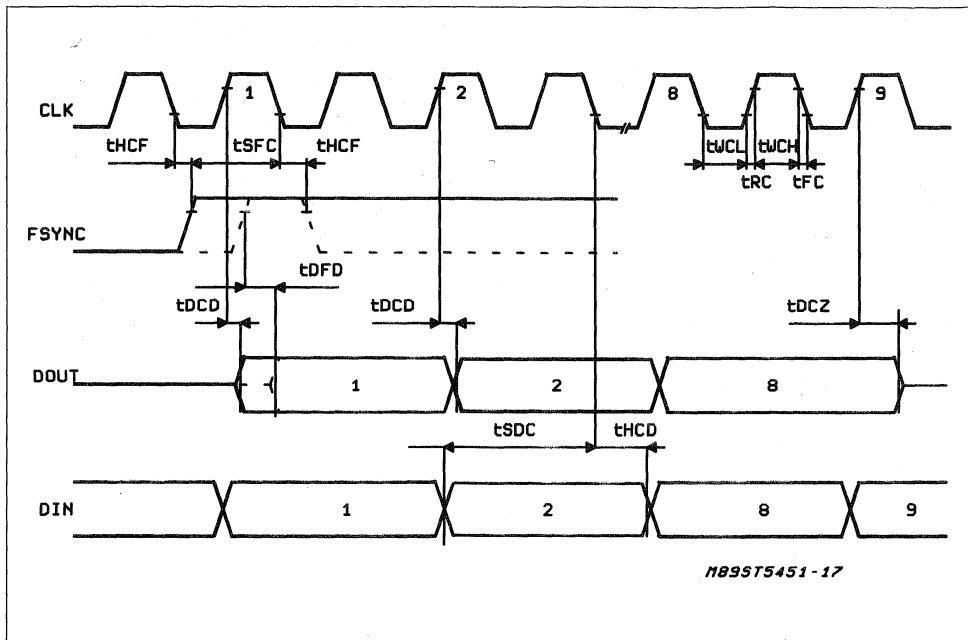 CLK 1 2 8 9
tHCF tSFC tHCF tWCL tWCH
tRC tFC
FSYNC
tDFD
tDCD tDCD tDCZ
DOUT 1 2 8
tSDC tHCD
DIN 1 2 8 9
M89ST5451-17